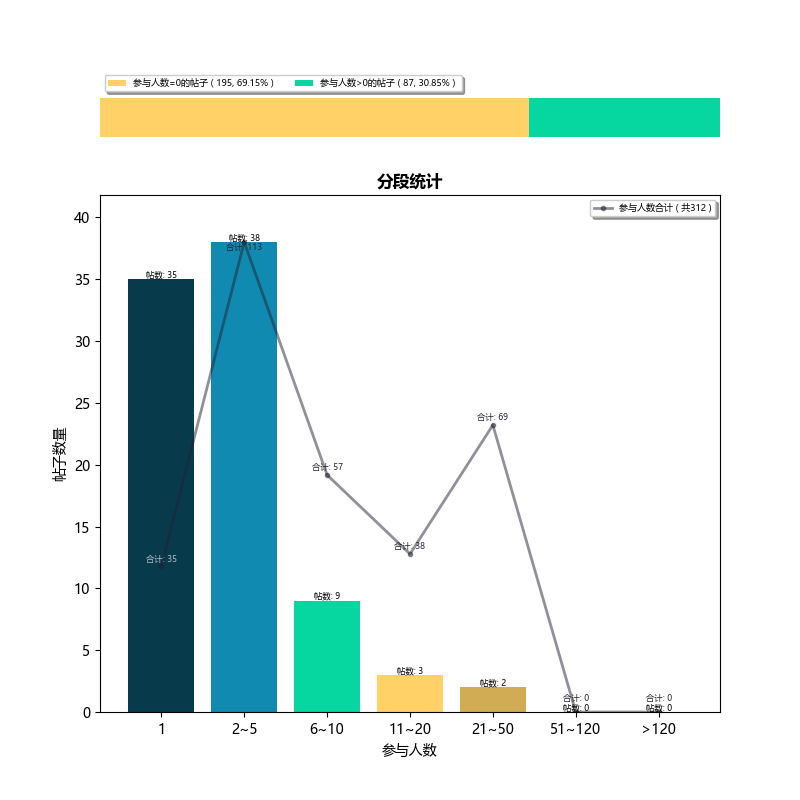 参与人数=0的帖子 ( 195, 69.15% )  参与人数>0的帖子 ( 87, 30.85% )
分段统计
参与人数合计 ( 共312 )
40
35
30
25
20
15
10
5
0
帖子数量
帖数: 35
合计: 35
帖数: 38
合计: 113
合计: 57
帖数: 9
合计: 38
帖数: 3
合计: 69
帖数: 2
合计: 0
帖数: 0
合计: 0
帖数: 0
1 2~5 6~10 11~20 21~50 51~120 >120
参与人数